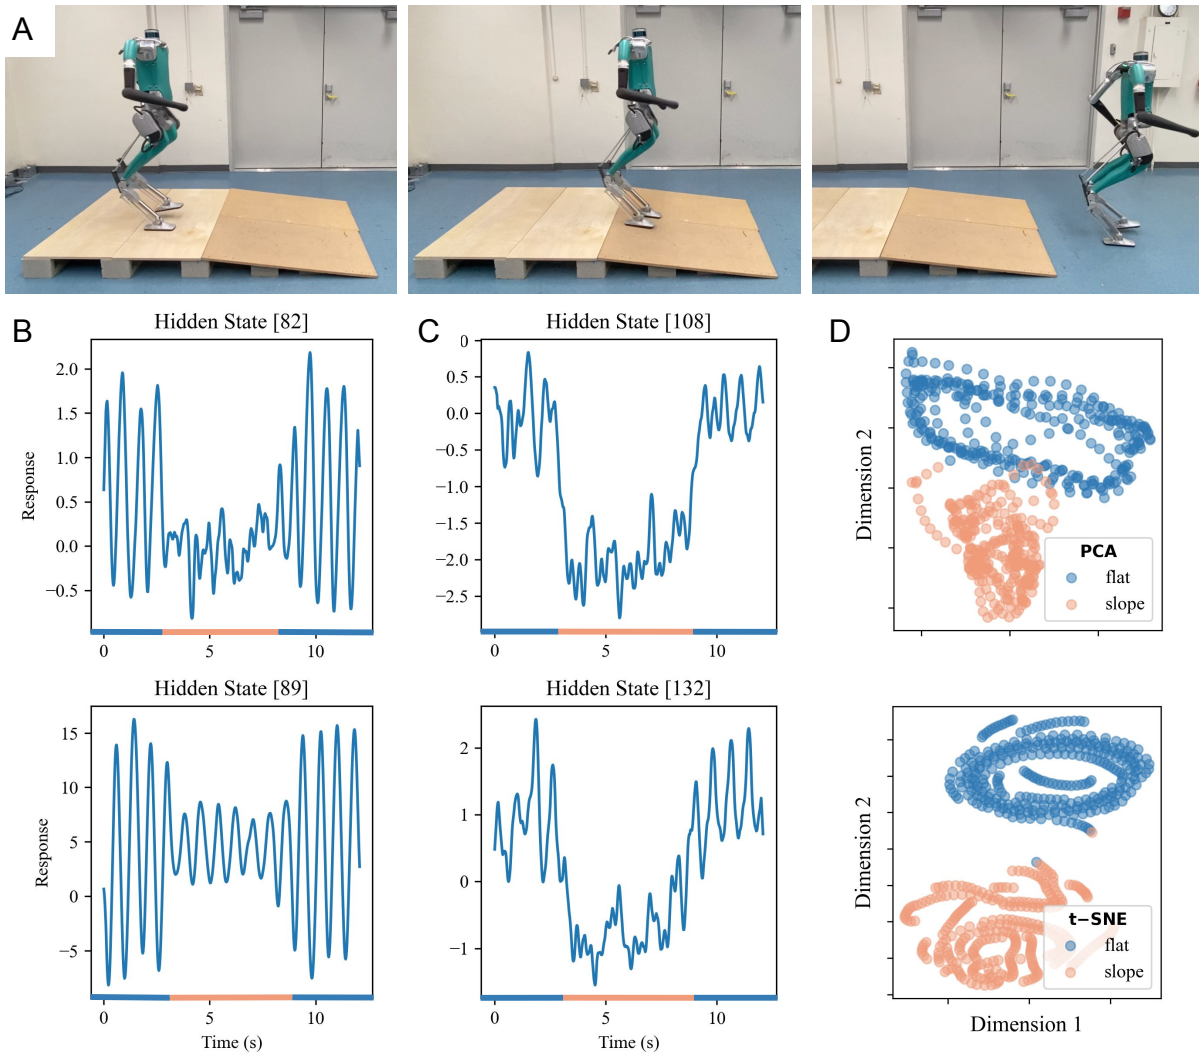 A
B
Hidden State [82]
2.0
1.5
1.0
0.5
0.0
−0.5
Response
0
5
10
C
Hidden State [108]
0
0.5
0.0
−0.5
−1.0
−1.5
−2.0
−2.5
0
5
10
D
Dimension 2
PCA
flat
slope
Hidden State [89]
15
10
5
0
−5
Response
0
5
10
Time (s)
Hidden State [132]
2
1
0
−1
0
5
10
Time (s)
Dimension 2
t−SNE
flat
slope
Dimension 1